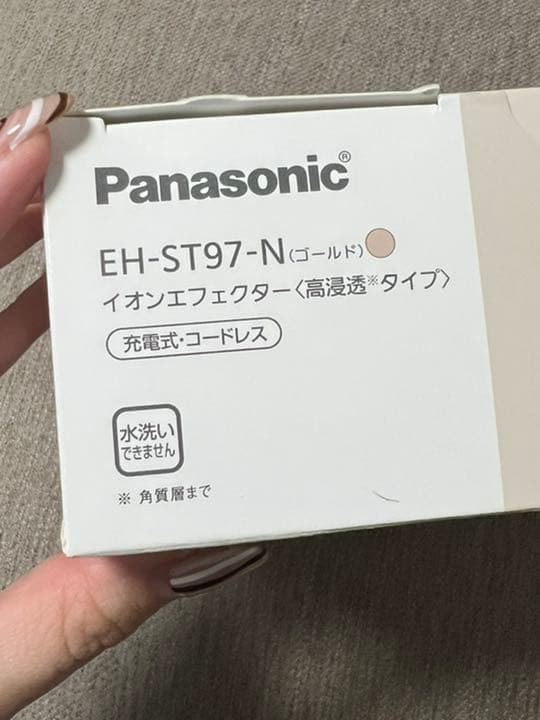 Panasonic®
EH-ST97-N(ゴールド)
イオンエフェクター〈高浸透※タイプ〉
充電式・コードレス
水洗い
できません
※ 角質層まで